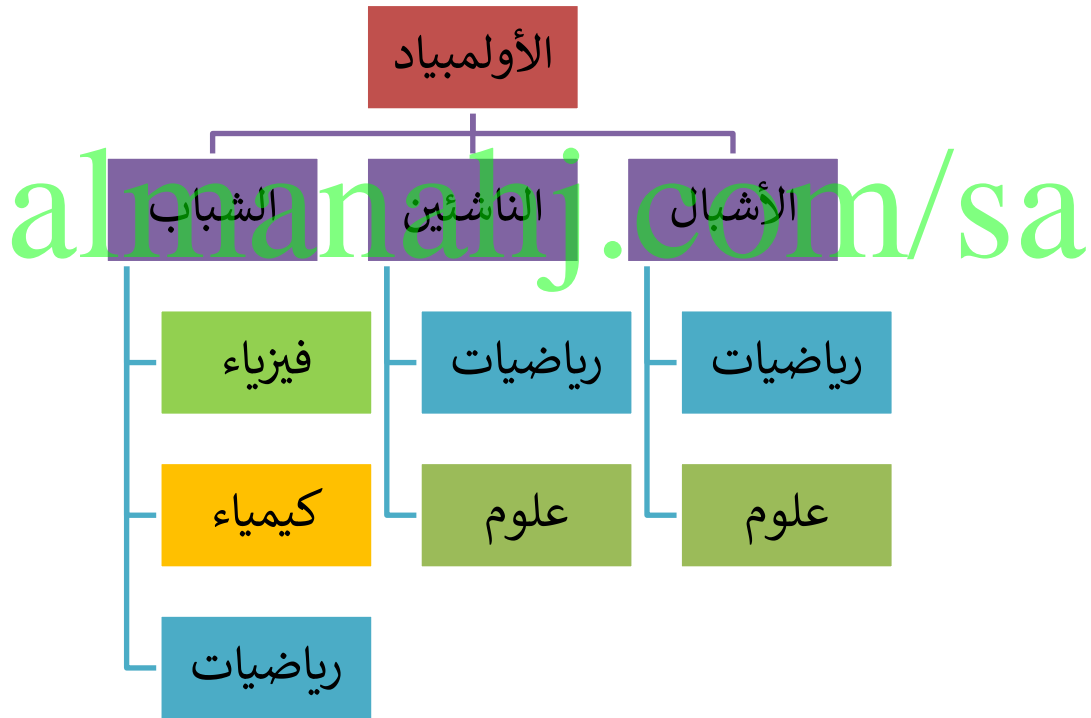 الأولمبياد
الأشبال
الناشئين
الشباب
almanahj.com/sa
رياضيات
رياضيات
فيزياء
علوم
علوم
كيمياء
رياضيات